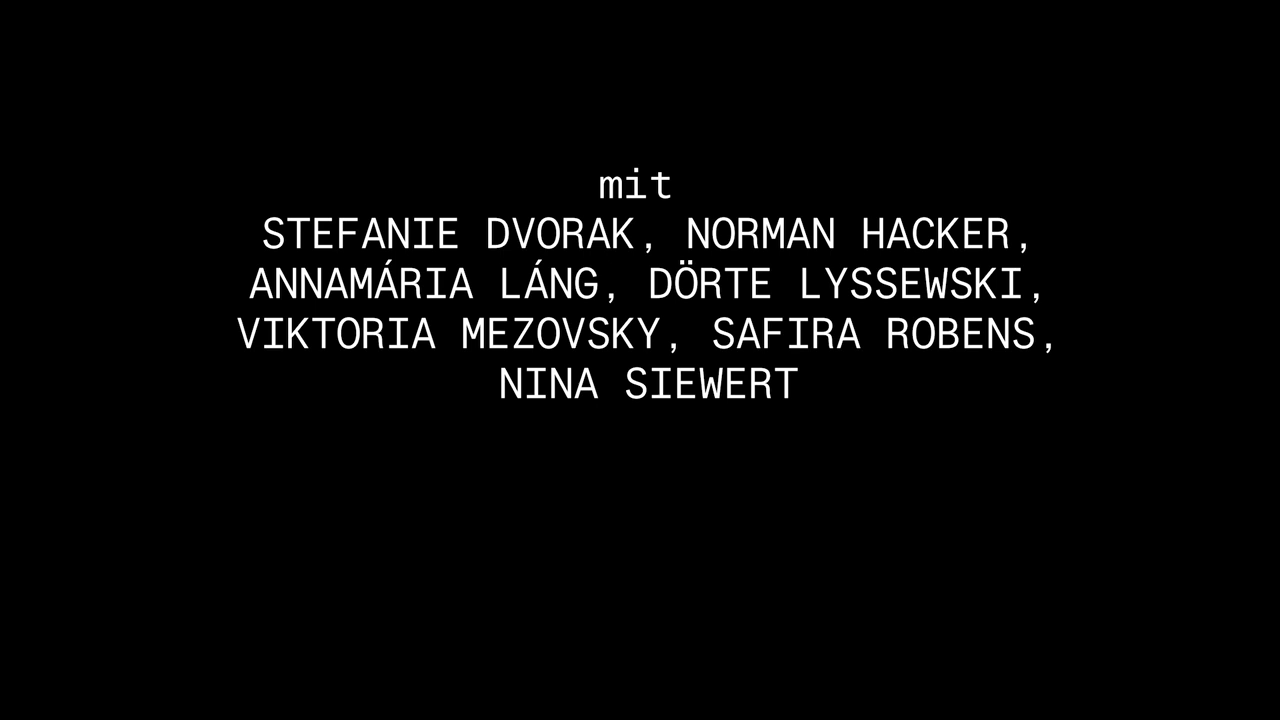 mit
STEFANIE DVORAK, NORMAN HACKER,
ANNAMÁRIA LÁNG, DÖRTE LYSSEWSKI,
VIKTORIA MEZOVSKY, SAFIRA ROBENS,
NINA SIEWERT